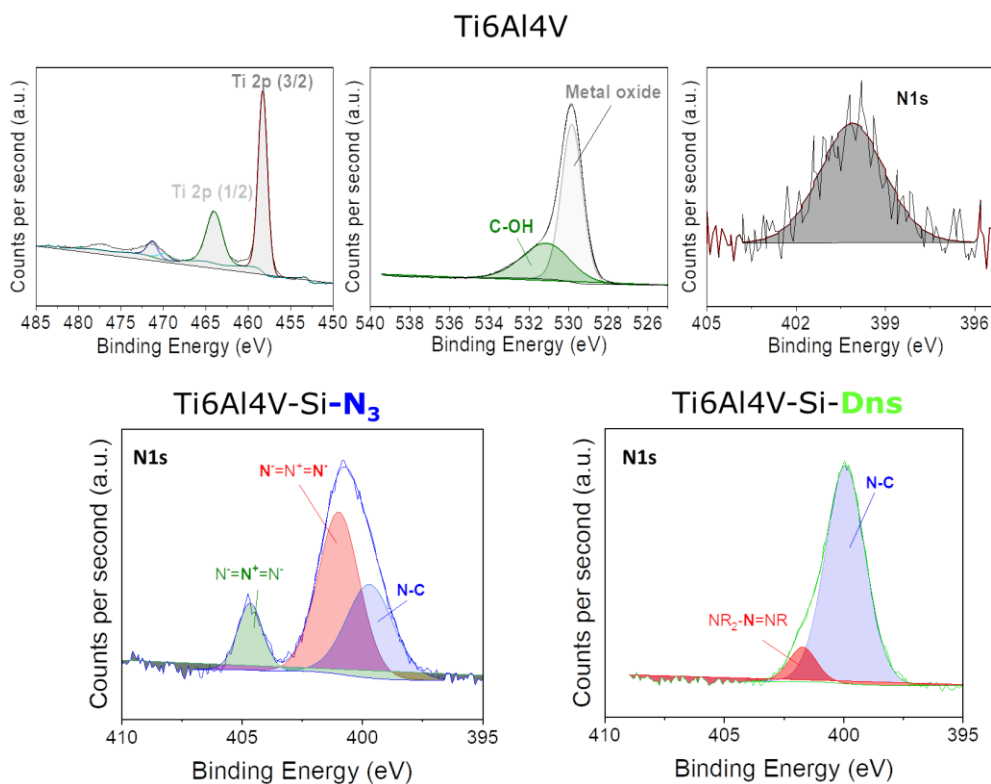 Ti6Al4V
Counts per second (a.u.)
Ti 2p (3/2)
Ti 2p (1/2)
485 480 475 470 465 460 455 450
Binding Energy (eV)
Counts per second (a.u.)
Metal oxide
C-OH
540 538 536 534 532 530 528 526
Binding Energy (eV)
Counts per second (a.u.)
N1s
405 402 399 396
Binding Energy (eV)
Ti6Al4V-Si-N₃
Counts per second (a.u.)
N1s
N⁻=N⁺=N⁻
N⁻=N⁺=N⁻
N-C
410 405 400 395
Binding Energy (eV)
Ti6Al4V-Si-Dns
Counts per second (a.u.)
N1s
N-C
NR₂-N=NR
410 405 400 395
Binding Energy (eV)